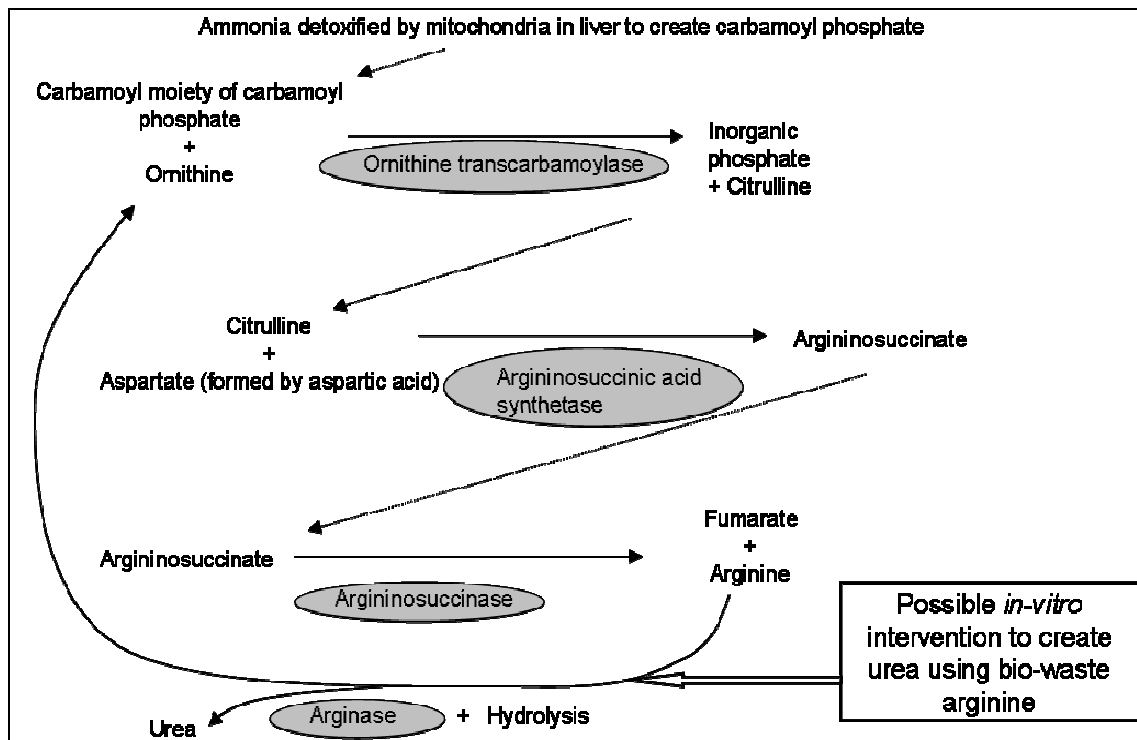 Ammonia detoxified by mitochondria in liver to create carbamoyl phosphate
Carbamoyl moiety of carbamoyl
phosphate
+
Ornithine
Ornithine transcarbamoylase
Inorganic
phosphate
+ Citrulline
Citrulline
+
Aspartate (formed by aspartic acid)
Argininosuccinic acid
synthetase
Argininosuccinate
Argininosuccinate
Argininosuccinase
Fumarate
+
Arginine
Possible in-vitro
intervention to create
urea using bio-waste
arginine
Urea
Arginase
+ Hydrolysis